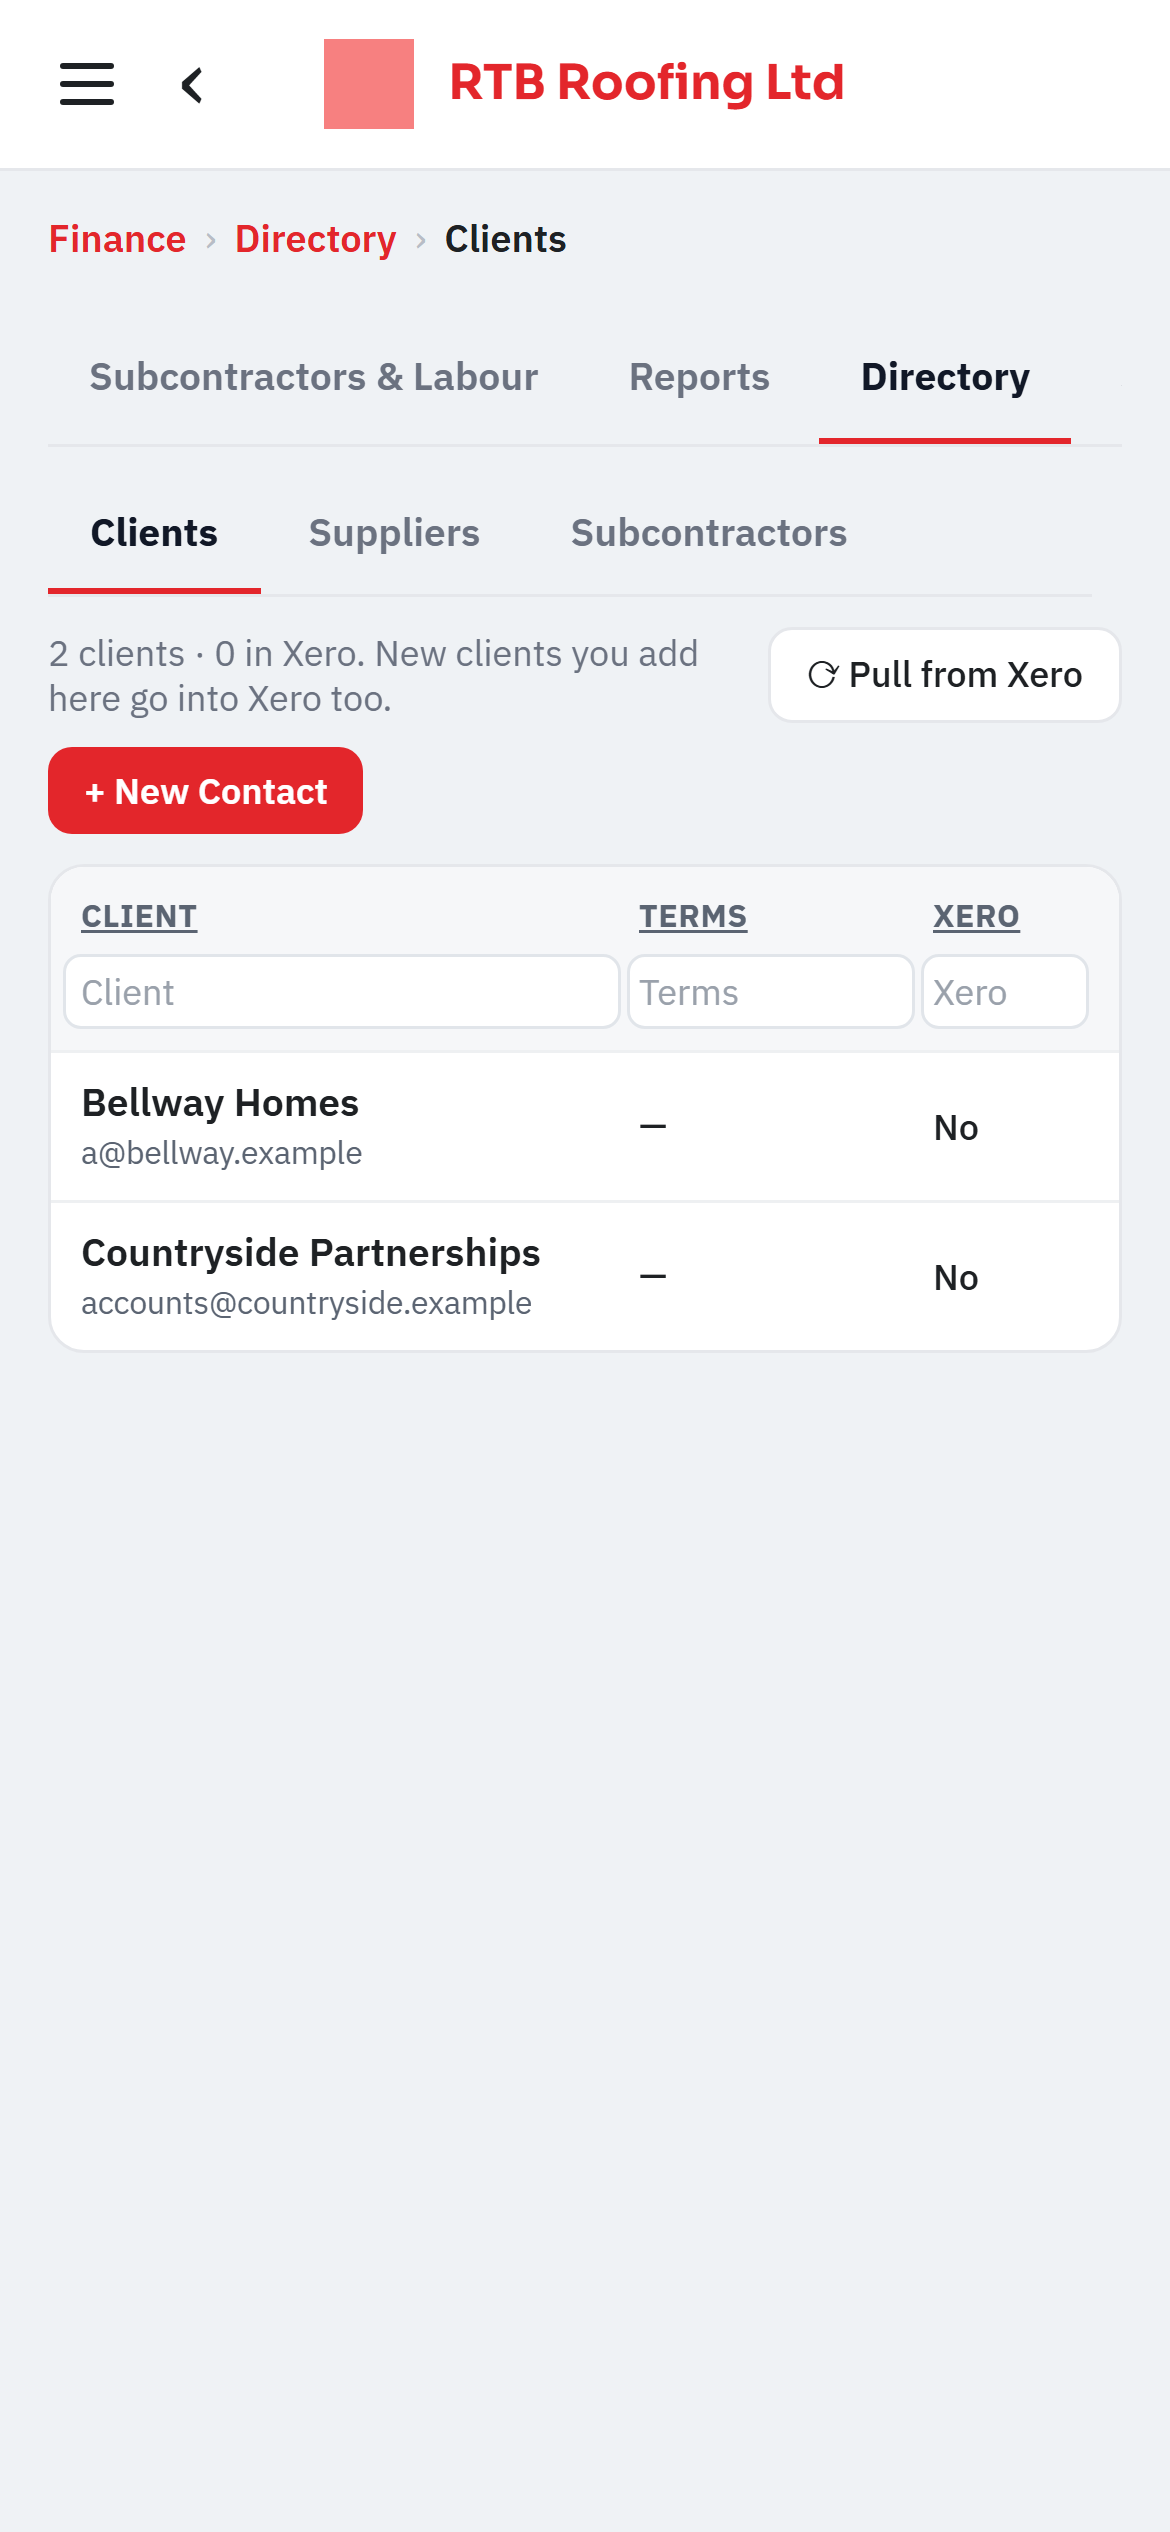 RTB Roofing Ltd
Finance › Directory › Clients
Subcontractors & Labour Reports Directory
Clients Suppliers Subcontractors
2 clients · 0 in Xero. New clients you add
here go into Xero too.
⟳ Pull from Xero
+ New Contact
CLIENT TERMS XERO
Client Terms Xero
Bellway Homes
a@bellway.example
— No
Countryside Partnerships
accounts@countryside.example
— No